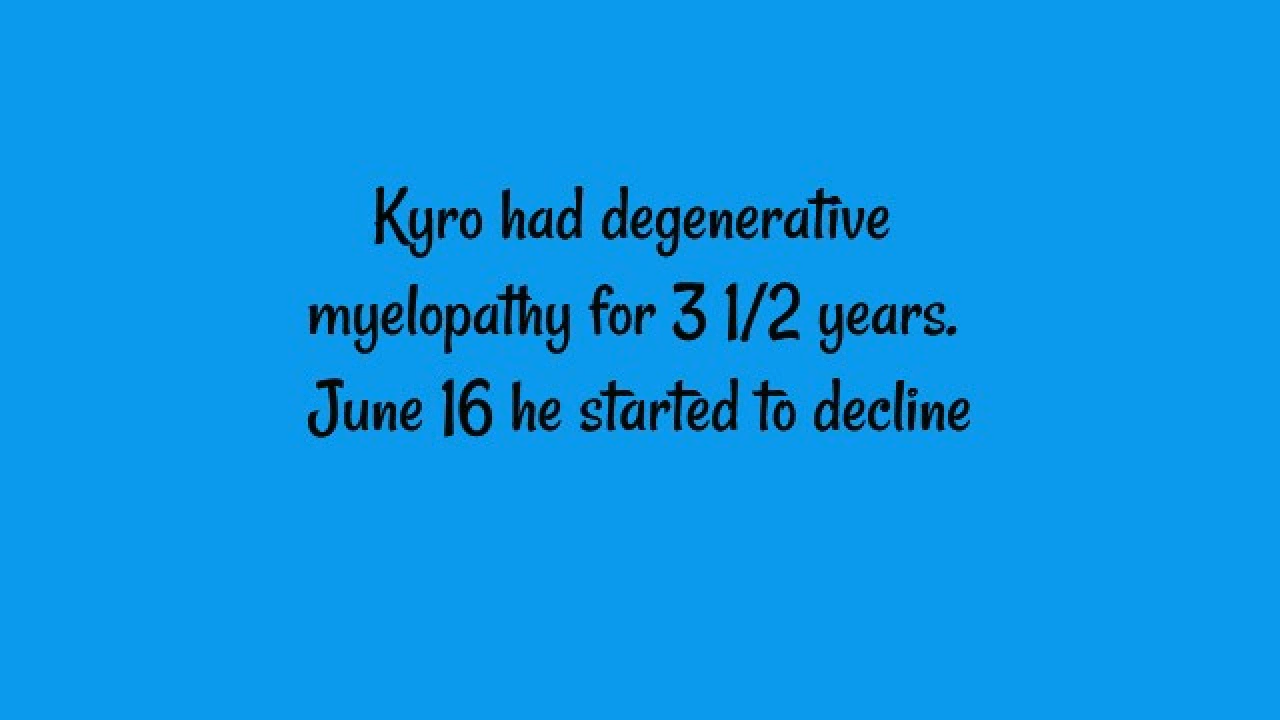 Kyro had degenerative
myelopathy for 3 1/2 years.
June 16 he started to decline